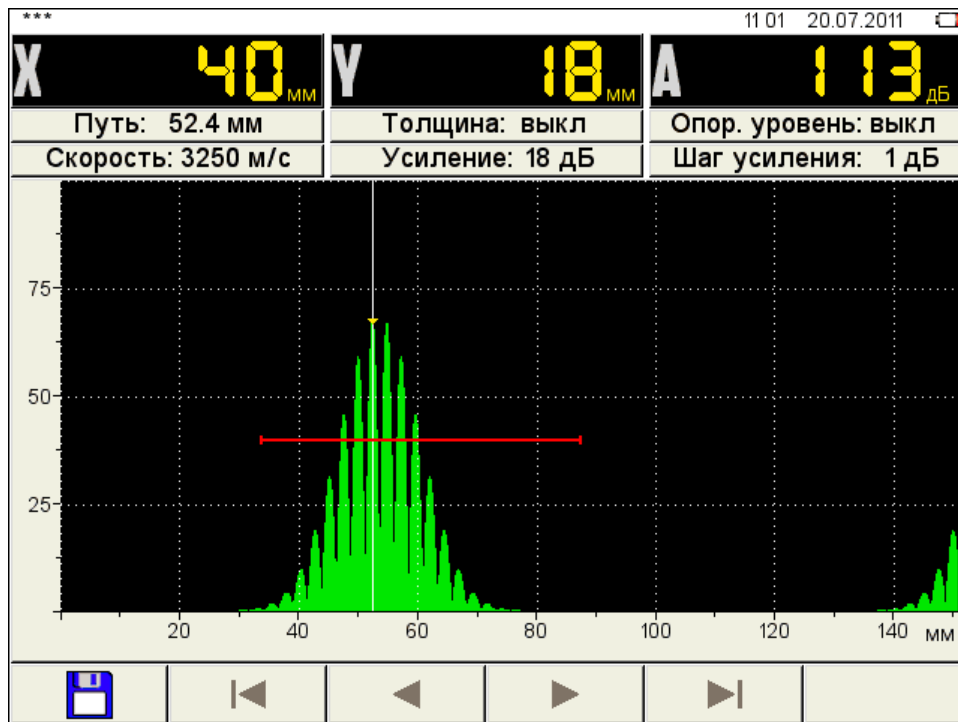 *** 11 01 20.07.2011
X 40 мм Y 18 мм A 113 дБ
Путь: 52.4 мм Толщина: выкл Опор. уровень: выкл
Скорость: 3250 м/с Усиление: 18 дБ Шаг усиления: 1 дБ
75
50
25
20 40 60 80 100 120 140 мм